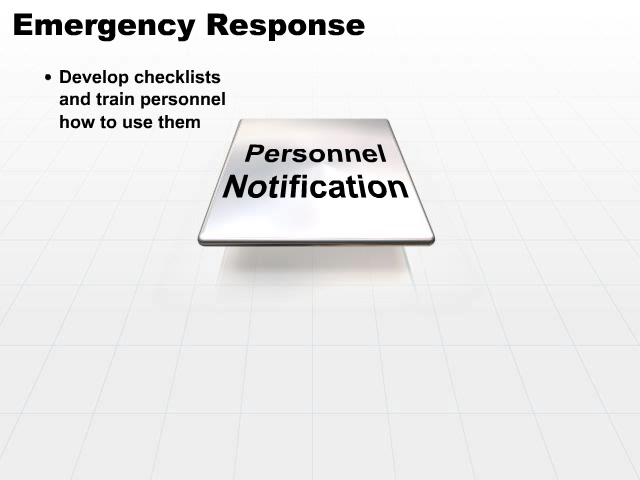 Emergency Response
• Develop checklists
and train personnel
how to use them
Personnel
Notification